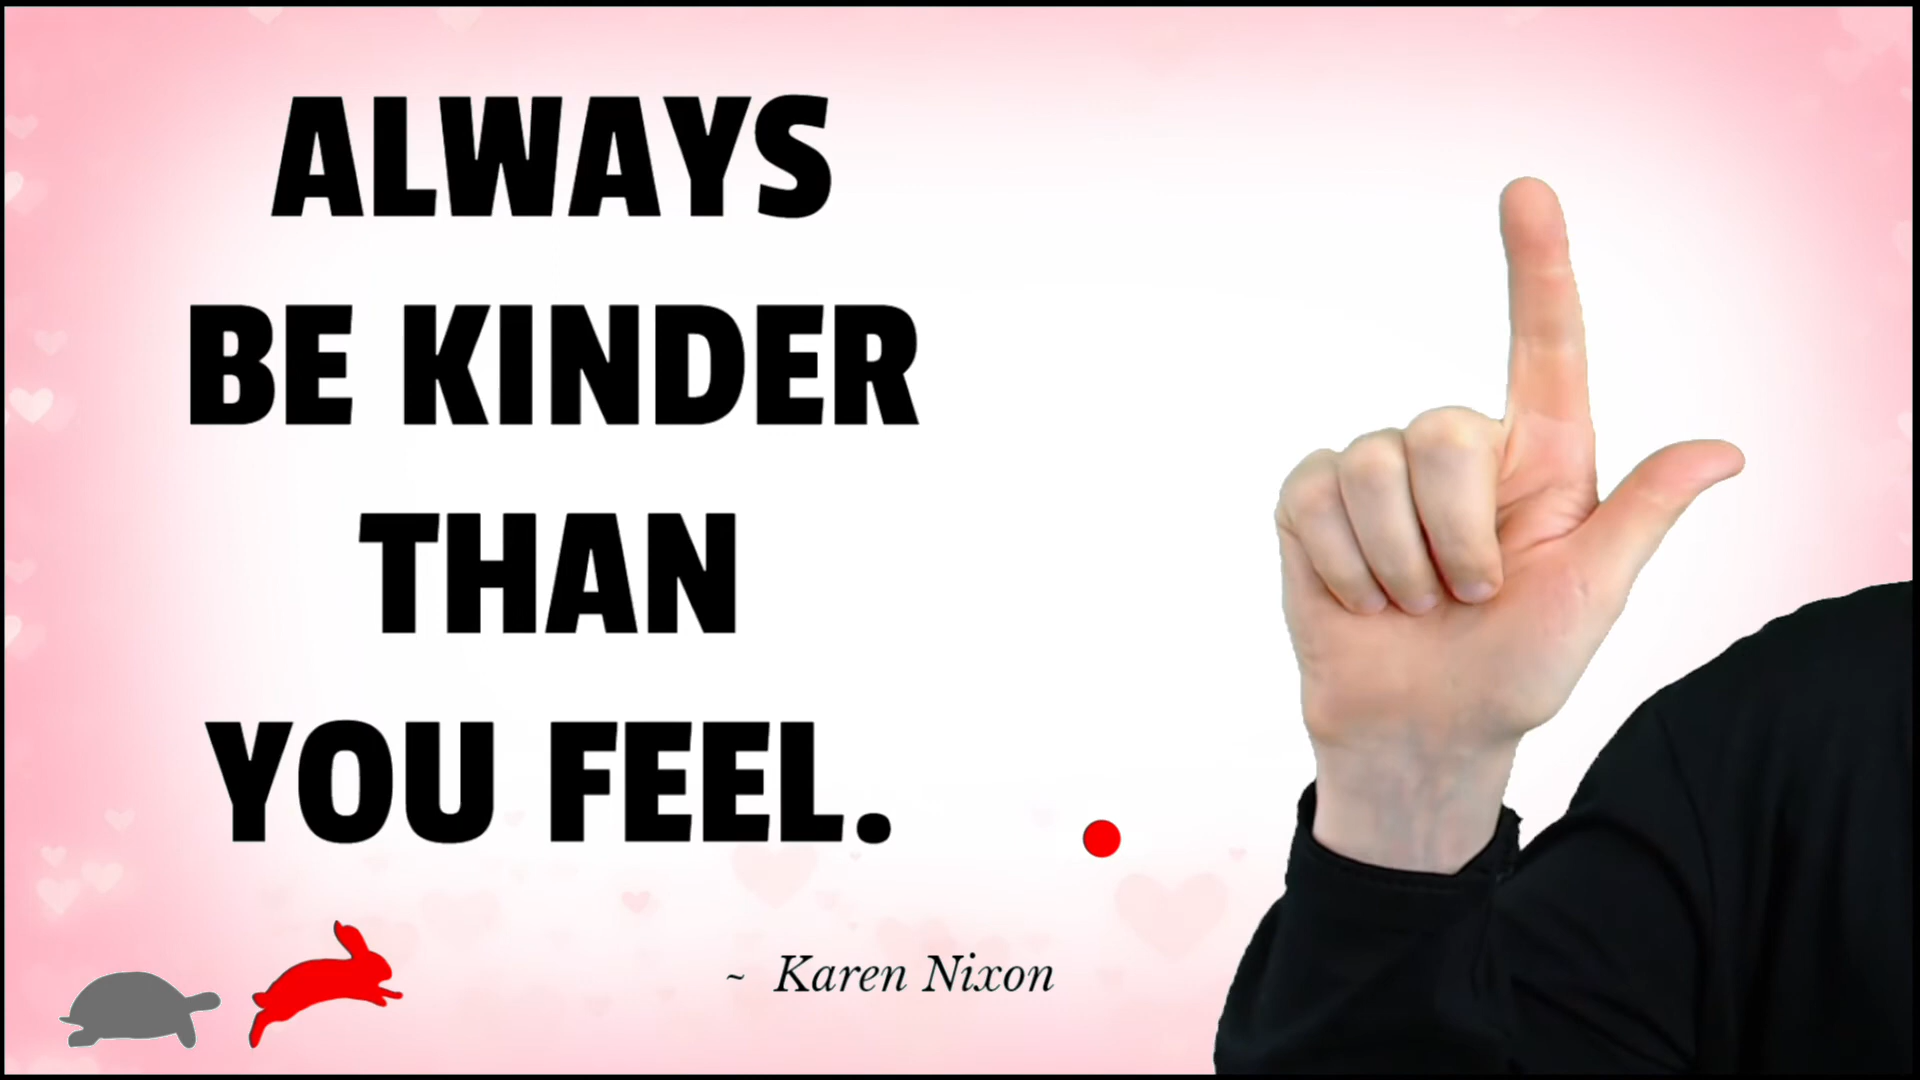 ALWAYS
BE KINDER
THAN
YOU FEEL.
~ Karen Nixon